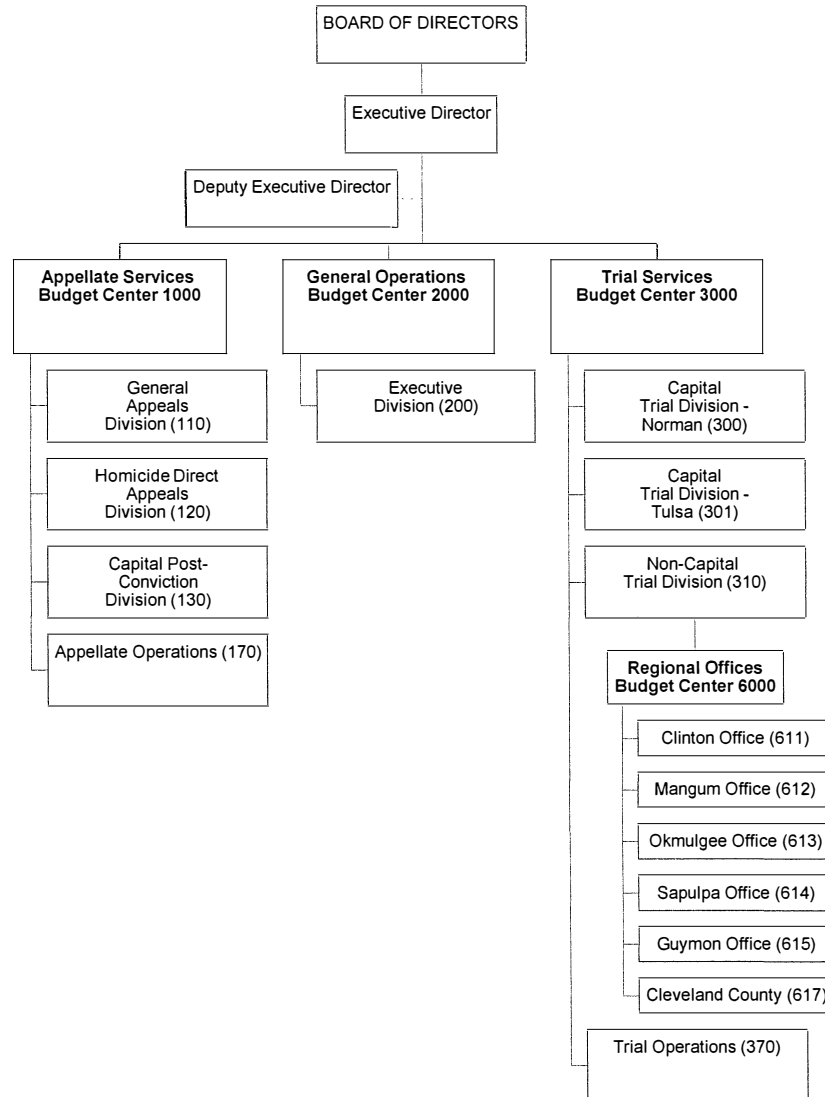 BOARD OF DIRECTORS
Executive Director
Deputy Executive Director
Appellate Services
Budget Center 1000
General
Appeals
Division (110)
Homicide Direct
Appeals
Division (120)
Capital Post-
Conviction
Division (130)
Appellate Operations (170)
General Operations
Budget Center 2000
Executive
Division (200)
Trial Services
Budget Center 3000
Capital
Trial Division -
Norman (300)
Capital
Trial Division -
Tulsa (301)
Non-Capital
Trial Division (310)
Regional Offices
Budget Center 6000
Clinton Office (611)
Mangum Office (612)
Okmulgee Office (613)
Sapulpa Office (614)
Guymon Office (615)
Cleveland County (617)
Trial Operations (370)